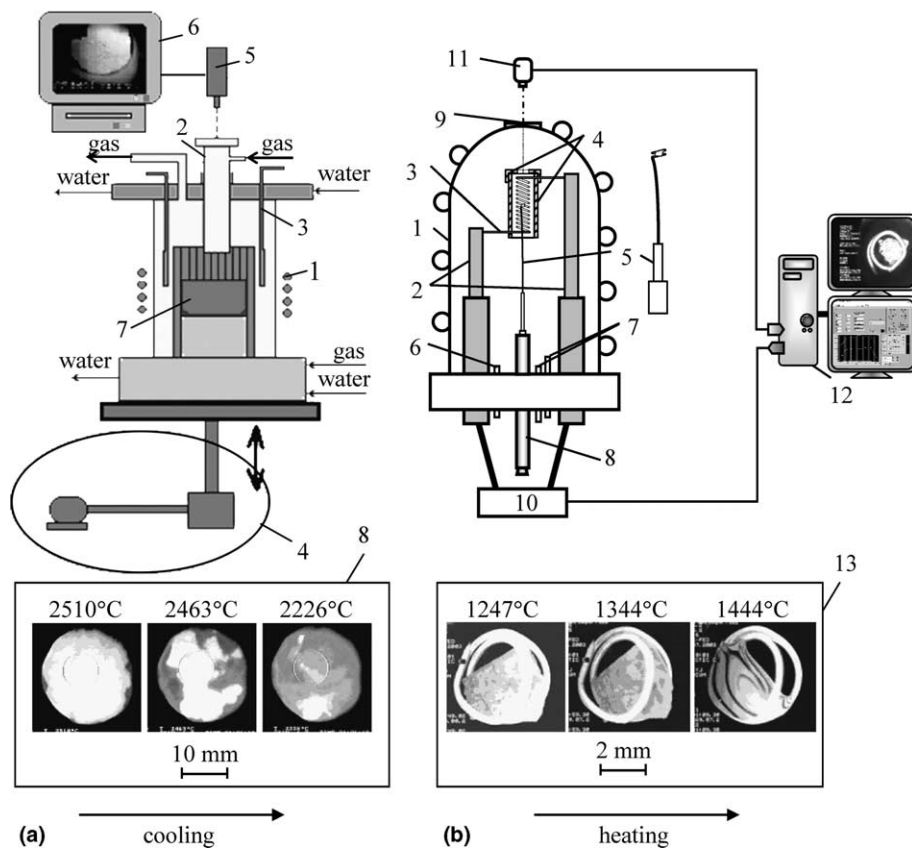 6
5
2
gas
gas
water
water
3
1
7
gas
water
water
4
8
2510°C 2463°C 2226°C
10 mm
(a)
cooling
11
9
4
3
1
5
2
6
7
12
8
10
13
1247°C 1344°C 1444°C
2 mm
(b)
heating